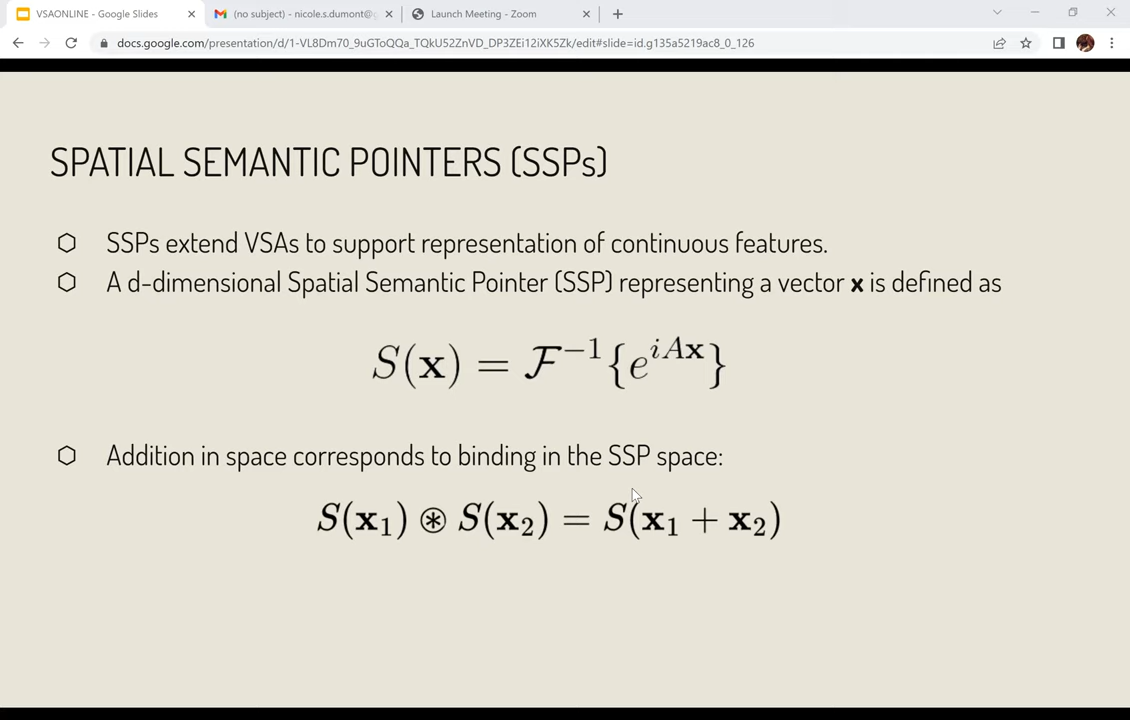 VSAONLINE - Google Slides
(no subject) - nicole.s.dumont@
Launch Meeting - Zoom
docs.google.com/presentation/d/1-VL8Dm70_9uGToQQa_TQkU52ZnVD_DP3ZEi12iXK5Zk/edit#slide=id.g135a5219ac8_0_126
SPATIAL SEMANTIC POINTERS (SSPs)
SSPs extend VSAs to support representation of continuous features.
A d-dimensional Spatial Semantic Pointer (SSP) representing a vector x is defined as
S(x) = ℱ⁻¹{e^{iAx}}
Addition in space corresponds to binding in the SSP space:
S(x₁) ⊛ S(x₂) = S(x₁ + x₂)